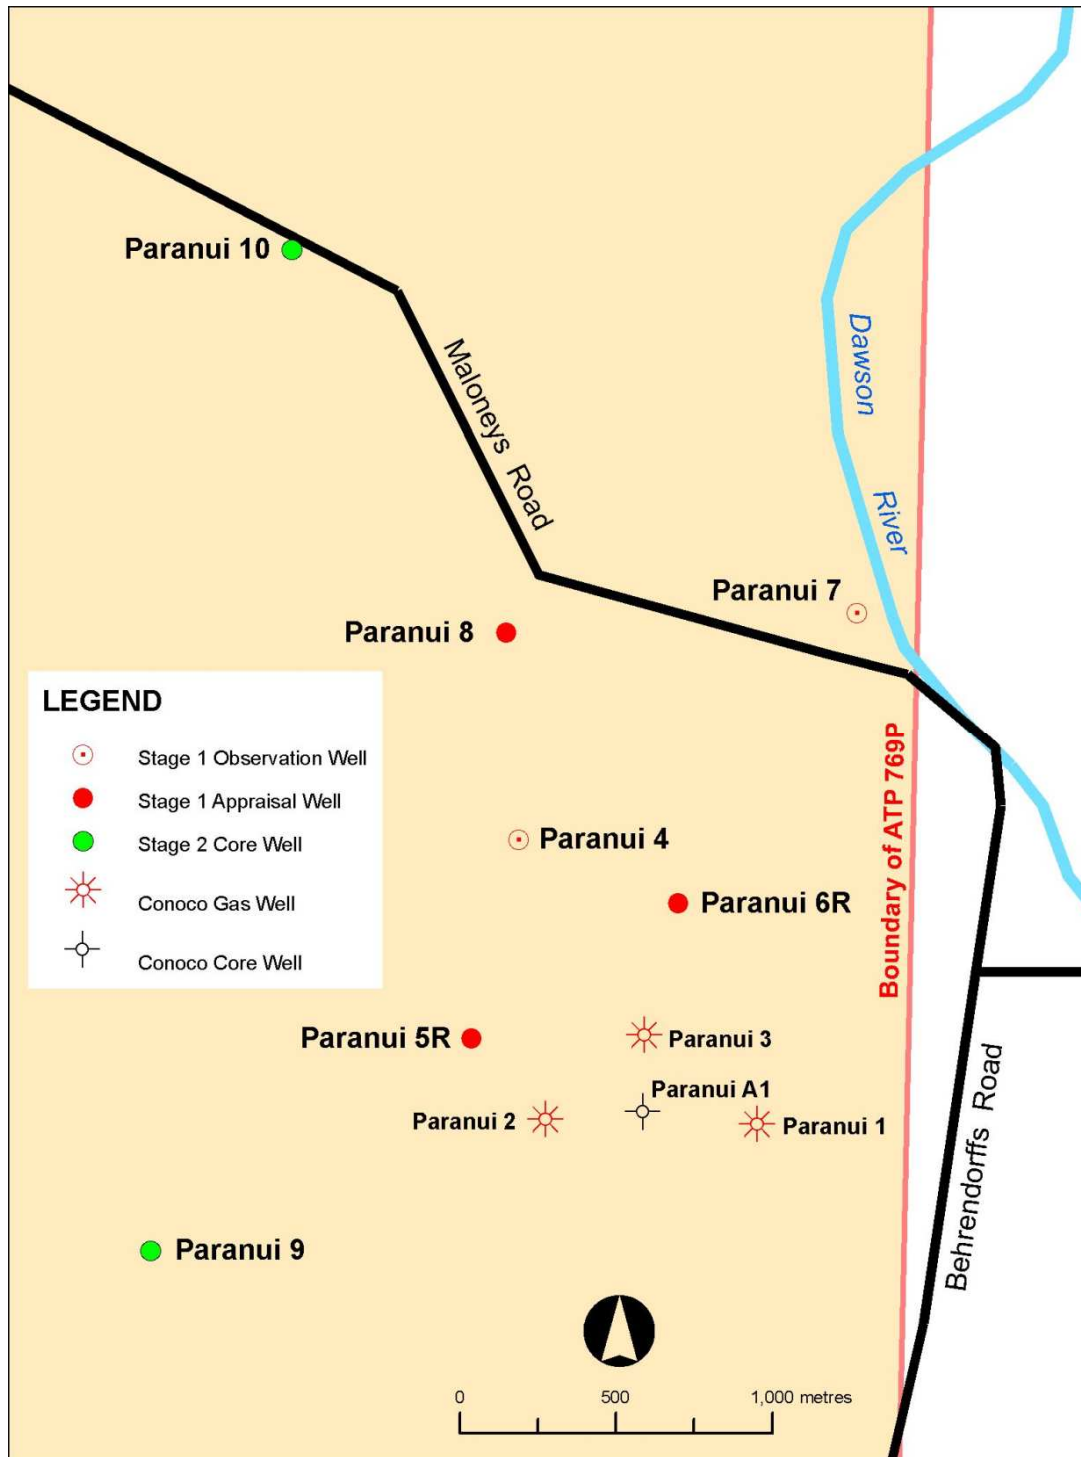 Paranui 10
Maloneys Road
Dawson
River
Paranui 7
Paranui 8
LEGEND
Stage 1 Observation Well
Stage 1 Appraisal Well
Stage 2 Core Well
Conoco Gas Well
Conoco Core Well
Boundary of ATP 769P
Paranui 4
Paranui 6R
Paranui 5R
Paranui 3
Paranui A1
Paranui 2
Paranui 1
Behrendorffs Road
Paranui 9
0 500 1,000 metres